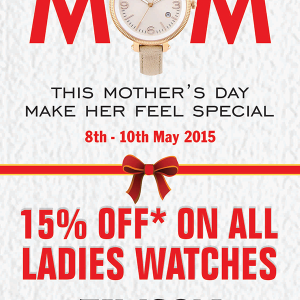 MOM
THIS MOTHER'S DAY
MAKE HER FEEL SPECIAL
8th - 10th May 2015
15% OFF* ON ALL
LADIES WATCHES